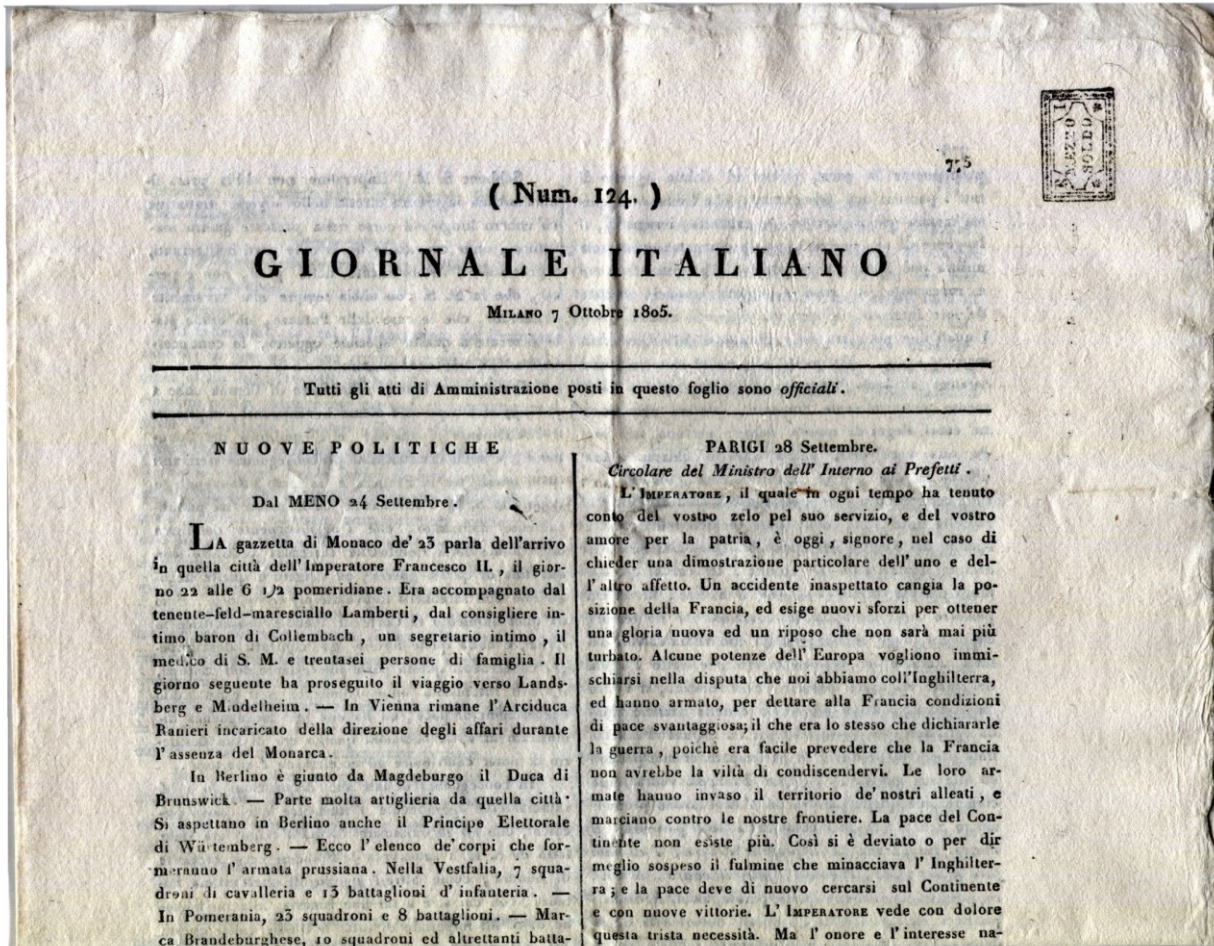 775
PREZZO I
SOLDO
( Num. 124. )
GIORNALE ITALIANO
MILANO 7 Ottobre 1805.
Tutti gli atti di Amministrazione posti in questo foglio sono officiali.
NUOVE POLITICHE
Dal MENO 24 Settembre.
LA gazzetta di Monaco de' 23 parla dell'arrivo
in quella città dell'Imperatore Francesco II., il gior-
no 22 alle 6 1/2 pomeridiane. Era accompagnato dal
tenente-feld-maresciallo Lamberti, dal consigliere in-
timo baron di Collembach, un segretario intimo, il
medico di S. M. e trentasei persone di famiglia. Il
giorno seguente ha proseguito il viaggio verso Lands-
berg e Mindelheim. — In Vienna rimane l'Arciduca
Ranieri incaricato della direzione degli affari durante
l'assenza del Monarca.
In Berlino è giunto da Magdeburgo il Duca di
Brunswick. — Parte molta artiglieria da quella città.
Si aspettano in Berlino anche il Principe Elettorale
di Würtemberg. — Ecco l'elenco de' corpi che for-
meranno l'armata prussiana. Nella Vestfalia, 7 squa-
droni di cavalleria e 13 battaglioni d'infanteria. —
In Pomerania, 23 squadroni e 8 battaglioni. — Mar-
ca Brandeburghese, 10 squadroni ed altrettanti batta-
PARIGI 28 Settembre.
Circolare del Ministro dell'Interno ai Prefetti.
L'IMPERATORE, il quale in ogni tempo ha tenuto
conto del vostro zelo pel suo servizio, e del vostro
amore per la patria, è oggi, signore, nel caso di
chieder una dimostrazione particolare dell'uno e del-
l'altro affetto. Un accidente inaspettato cangia la po-
sizione della Francia, ed esige nuovi sforzi per ottener
una gloria nuova ed un riposo che non sarà mai più
turbato. Alcune potenze dell'Europa vogliono immi-
schiarsi nella disputa che noi abbiamo coll'Inghilterra,
ed hanno armato, per dettare alla Francia condizioni
di pace svantaggiosa; il che era lo stesso che dichiararle
la guerra, poichè era facile prevedere che la Francia
non avrebbe la viltà di condiscendervi. Le loro ar-
mate hanno invaso il territorio de' nostri alleati, e
marciano contro le nostre frontiere. La pace del Con-
tinente non esiste più. Così si è deviato o per dir
meglio sospeso il fulmine che minacciava l'Inghilter-
ra; e la pace deve di nuovo cercarsi sul Continente
e con nuove vittorie. L'IMPERATORE vede con dolore
questa trista necessità. Ma l'onore e l'interesse na-